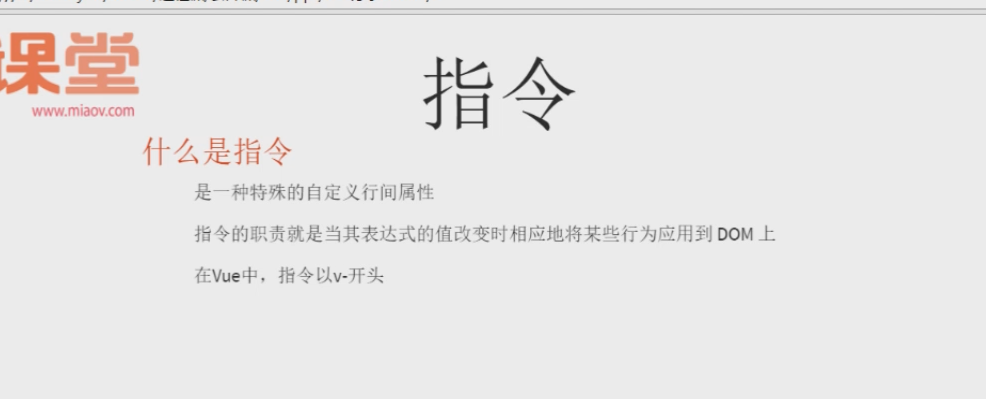 课堂
www.miaov.com
指令
什么是指令
是一种特殊的自定义行间属性
指令的职责就是当其表达式的值改变时相应地将某些行为应用到 DOM 上
在Vue中，指令以v-开头